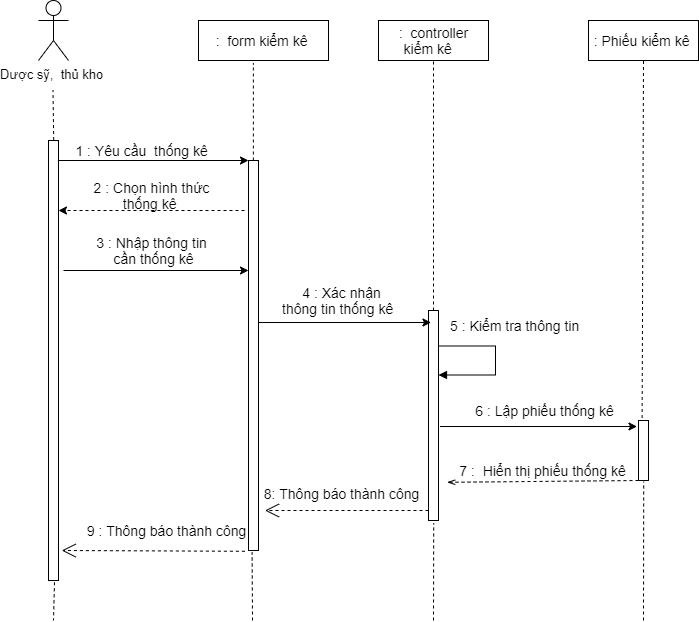 : form kiểm kê
: controller
kiểm kê
: Phiếu kiểm kê
Dược sỹ, thủ kho
1 : Yêu cầu thống kê
2 : Chọn hình thức
thống kê
3 : Nhập thông tin
cần thống kê
4 : Xác nhận
thông tin thống kê
5 : Kiểm tra thông tin
6 : Lập phiếu thống kê
7 : Hiển thị phiếu thống kê
8: Thông báo thành công
9 : Thông báo thành công